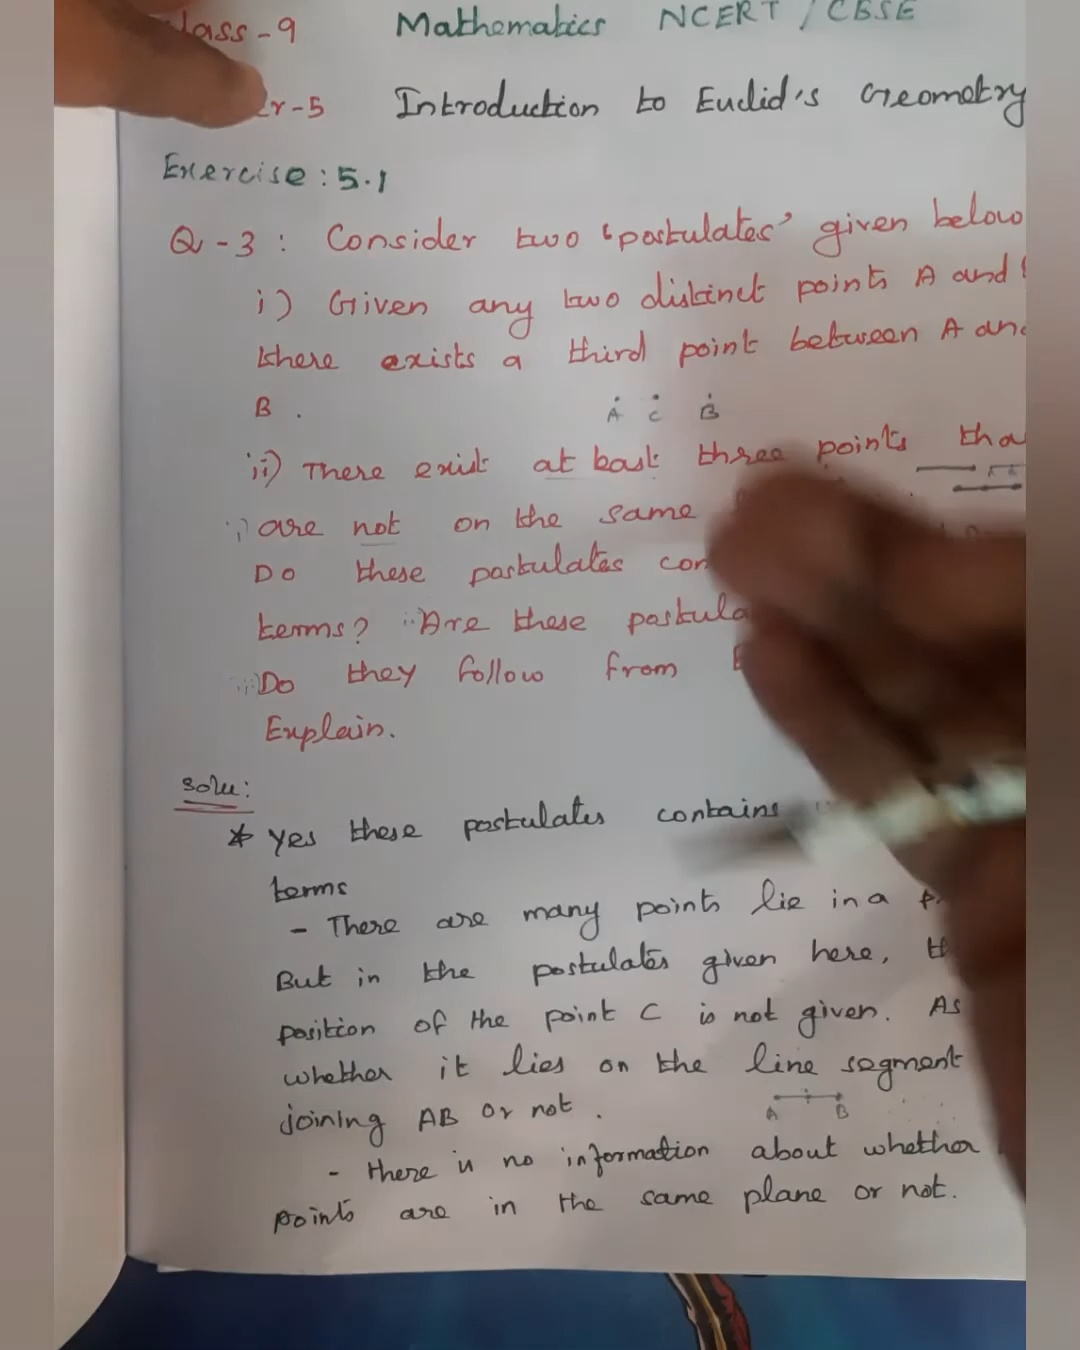 lass-9 Mathematics NCERT / CBSE
r-5 Introduction to Euclid's Geometry
Exercise: 5.1
Q-3: Consider two 'postulates' given below
i) Given any two distinct points A and
there exists a third point between A and
B .
A C B
ii) There exist at least three points tha
i) are not on the same
Do these postulates con
terms? ii) Are these postula
iii) Do they follow from E
Explain.
Solu:
* Yes these postulates contains
terms
- There are many points lie in a
But in the postulates given here,
position of the point C is not given. As
whether it lies on the line segment
joining AB or not .
A B
- there is no information about whether
points are in the same plane or not.